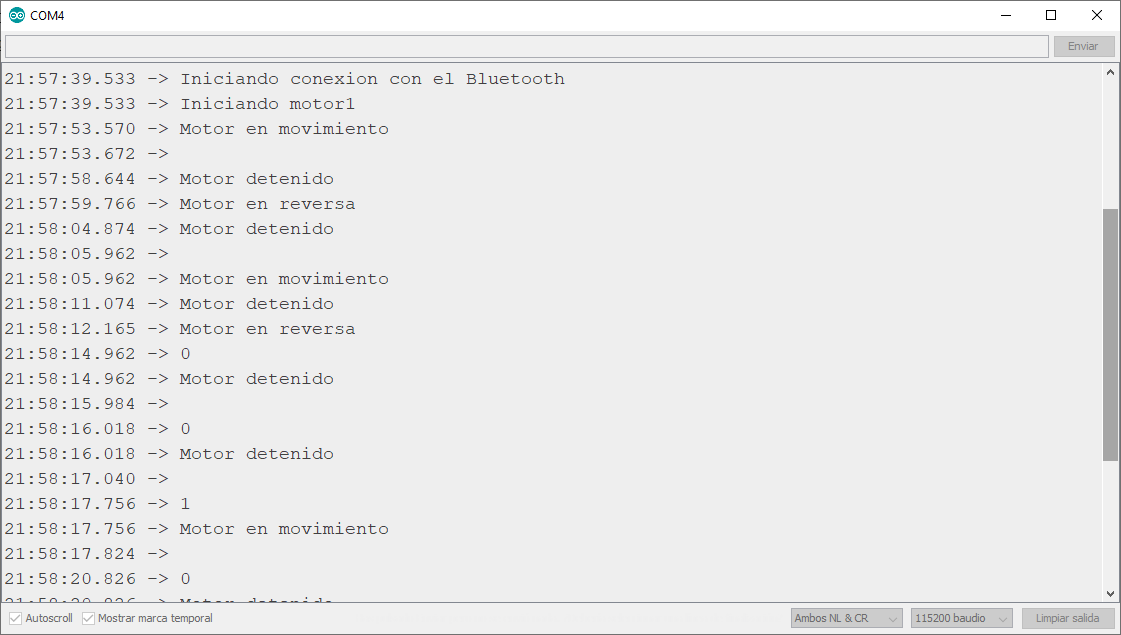 COM4
Enviar
21:57:39.533 -> Iniciando conexion con el Bluetooth
21:57:39.533 -> Iniciando motor1
21:57:53.570 -> Motor en movimiento
21:57:53.672 ->
21:57:58.644 -> Motor detenido
21:57:59.766 -> Motor en reversa
21:58:04.874 -> Motor detenido
21:58:05.962 ->
21:58:05.962 -> Motor en movimiento
21:58:11.074 -> Motor detenido
21:58:12.165 -> Motor en reversa
21:58:14.962 -> 0
21:58:14.962 -> Motor detenido
21:58:15.984 ->
21:58:16.018 -> 0
21:58:16.018 -> Motor detenido
21:58:17.040 ->
21:58:17.756 -> 1
21:58:17.756 -> Motor en movimiento
21:58:17.824 ->
21:58:20.826 -> 0
21:58:20.826 -> Motor detenido
Autoscroll Mostrar marca temporal Ambos NL & CR 115200 baudio Limpiar salida